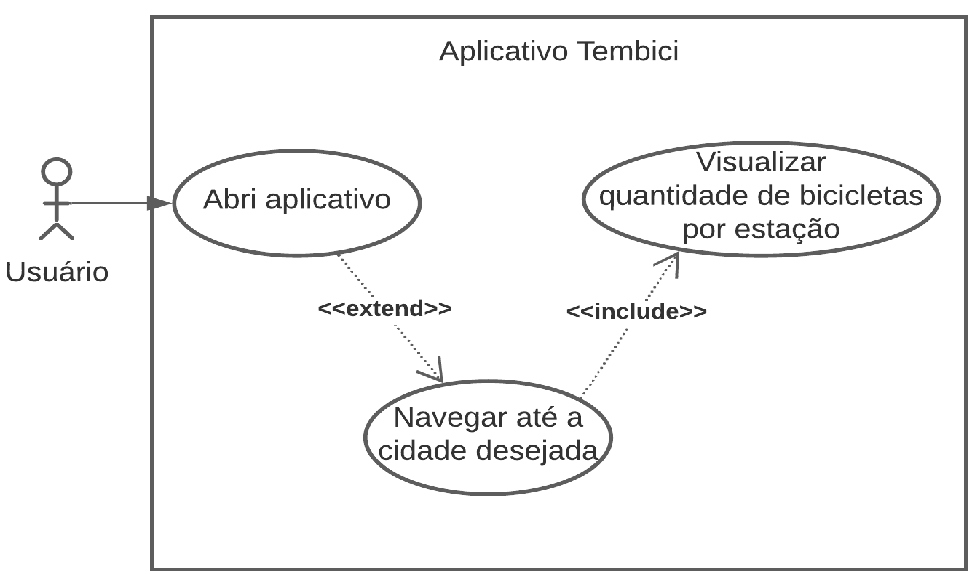 Aplicativo Tembici
Abri aplicativo
Visualizar
quantidade de bicicletas
por estação
Usuário
<<extend>>
<<include>>
Navegar até a
cidade desejada